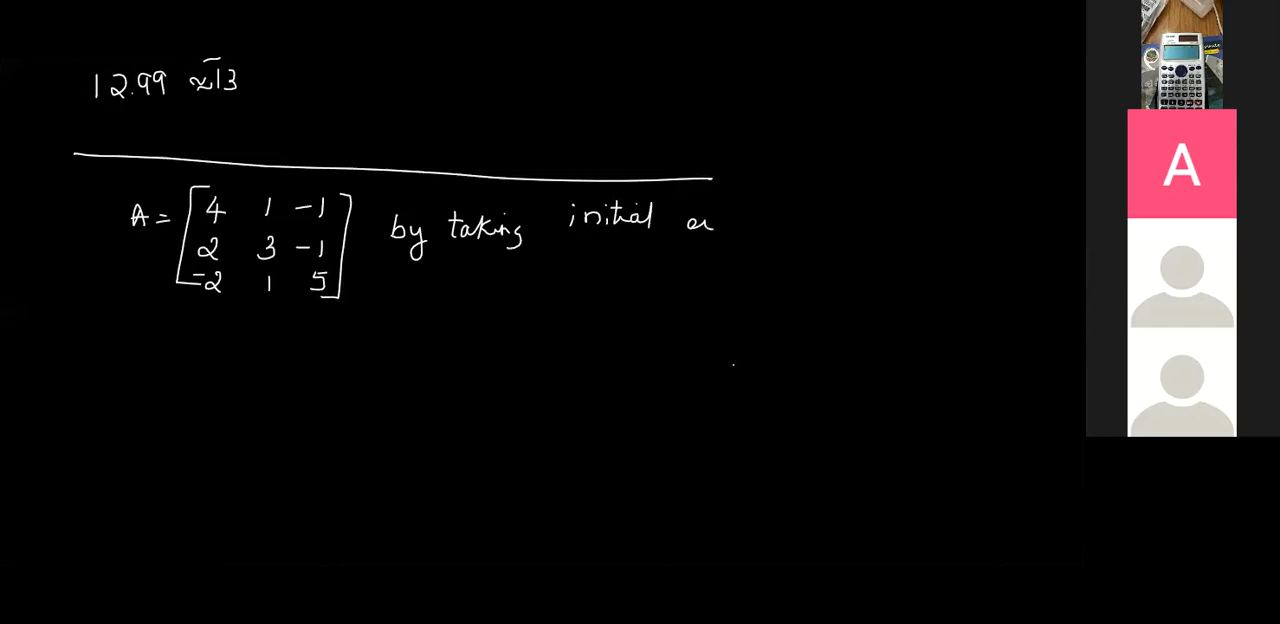 12.99 ≈ 13
A = [4 1 -1
2 3 -1
-2 1 5] by taking initial
A